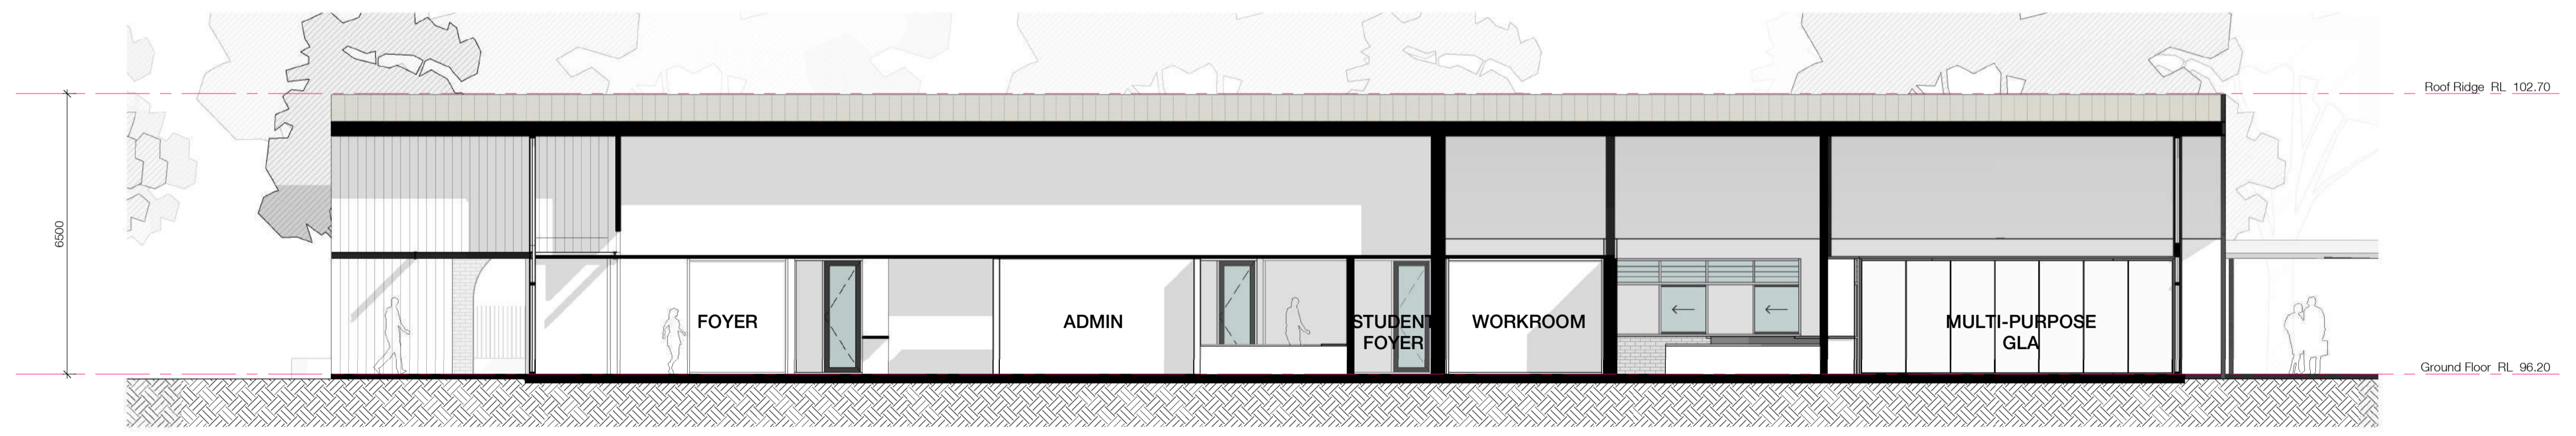 Roof Ridge RL 102.70
6500
FOYER
ADMIN
STUDENT
FOYER
WORKROOM
MULTI-PURPOSE
GLA
Ground Floor RL 96.20